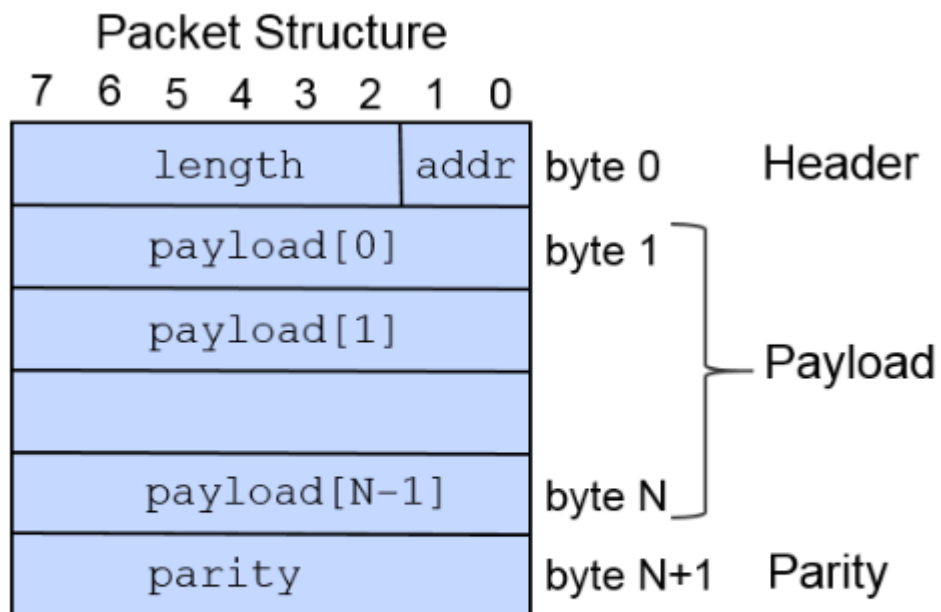 Packet Structure
7 6 5 4 3 2 1 0
length addr byte 0 Header
payload[0] byte 1
payload[1]
Payload
payload[N-1] byte N
parity byte N+1 Parity